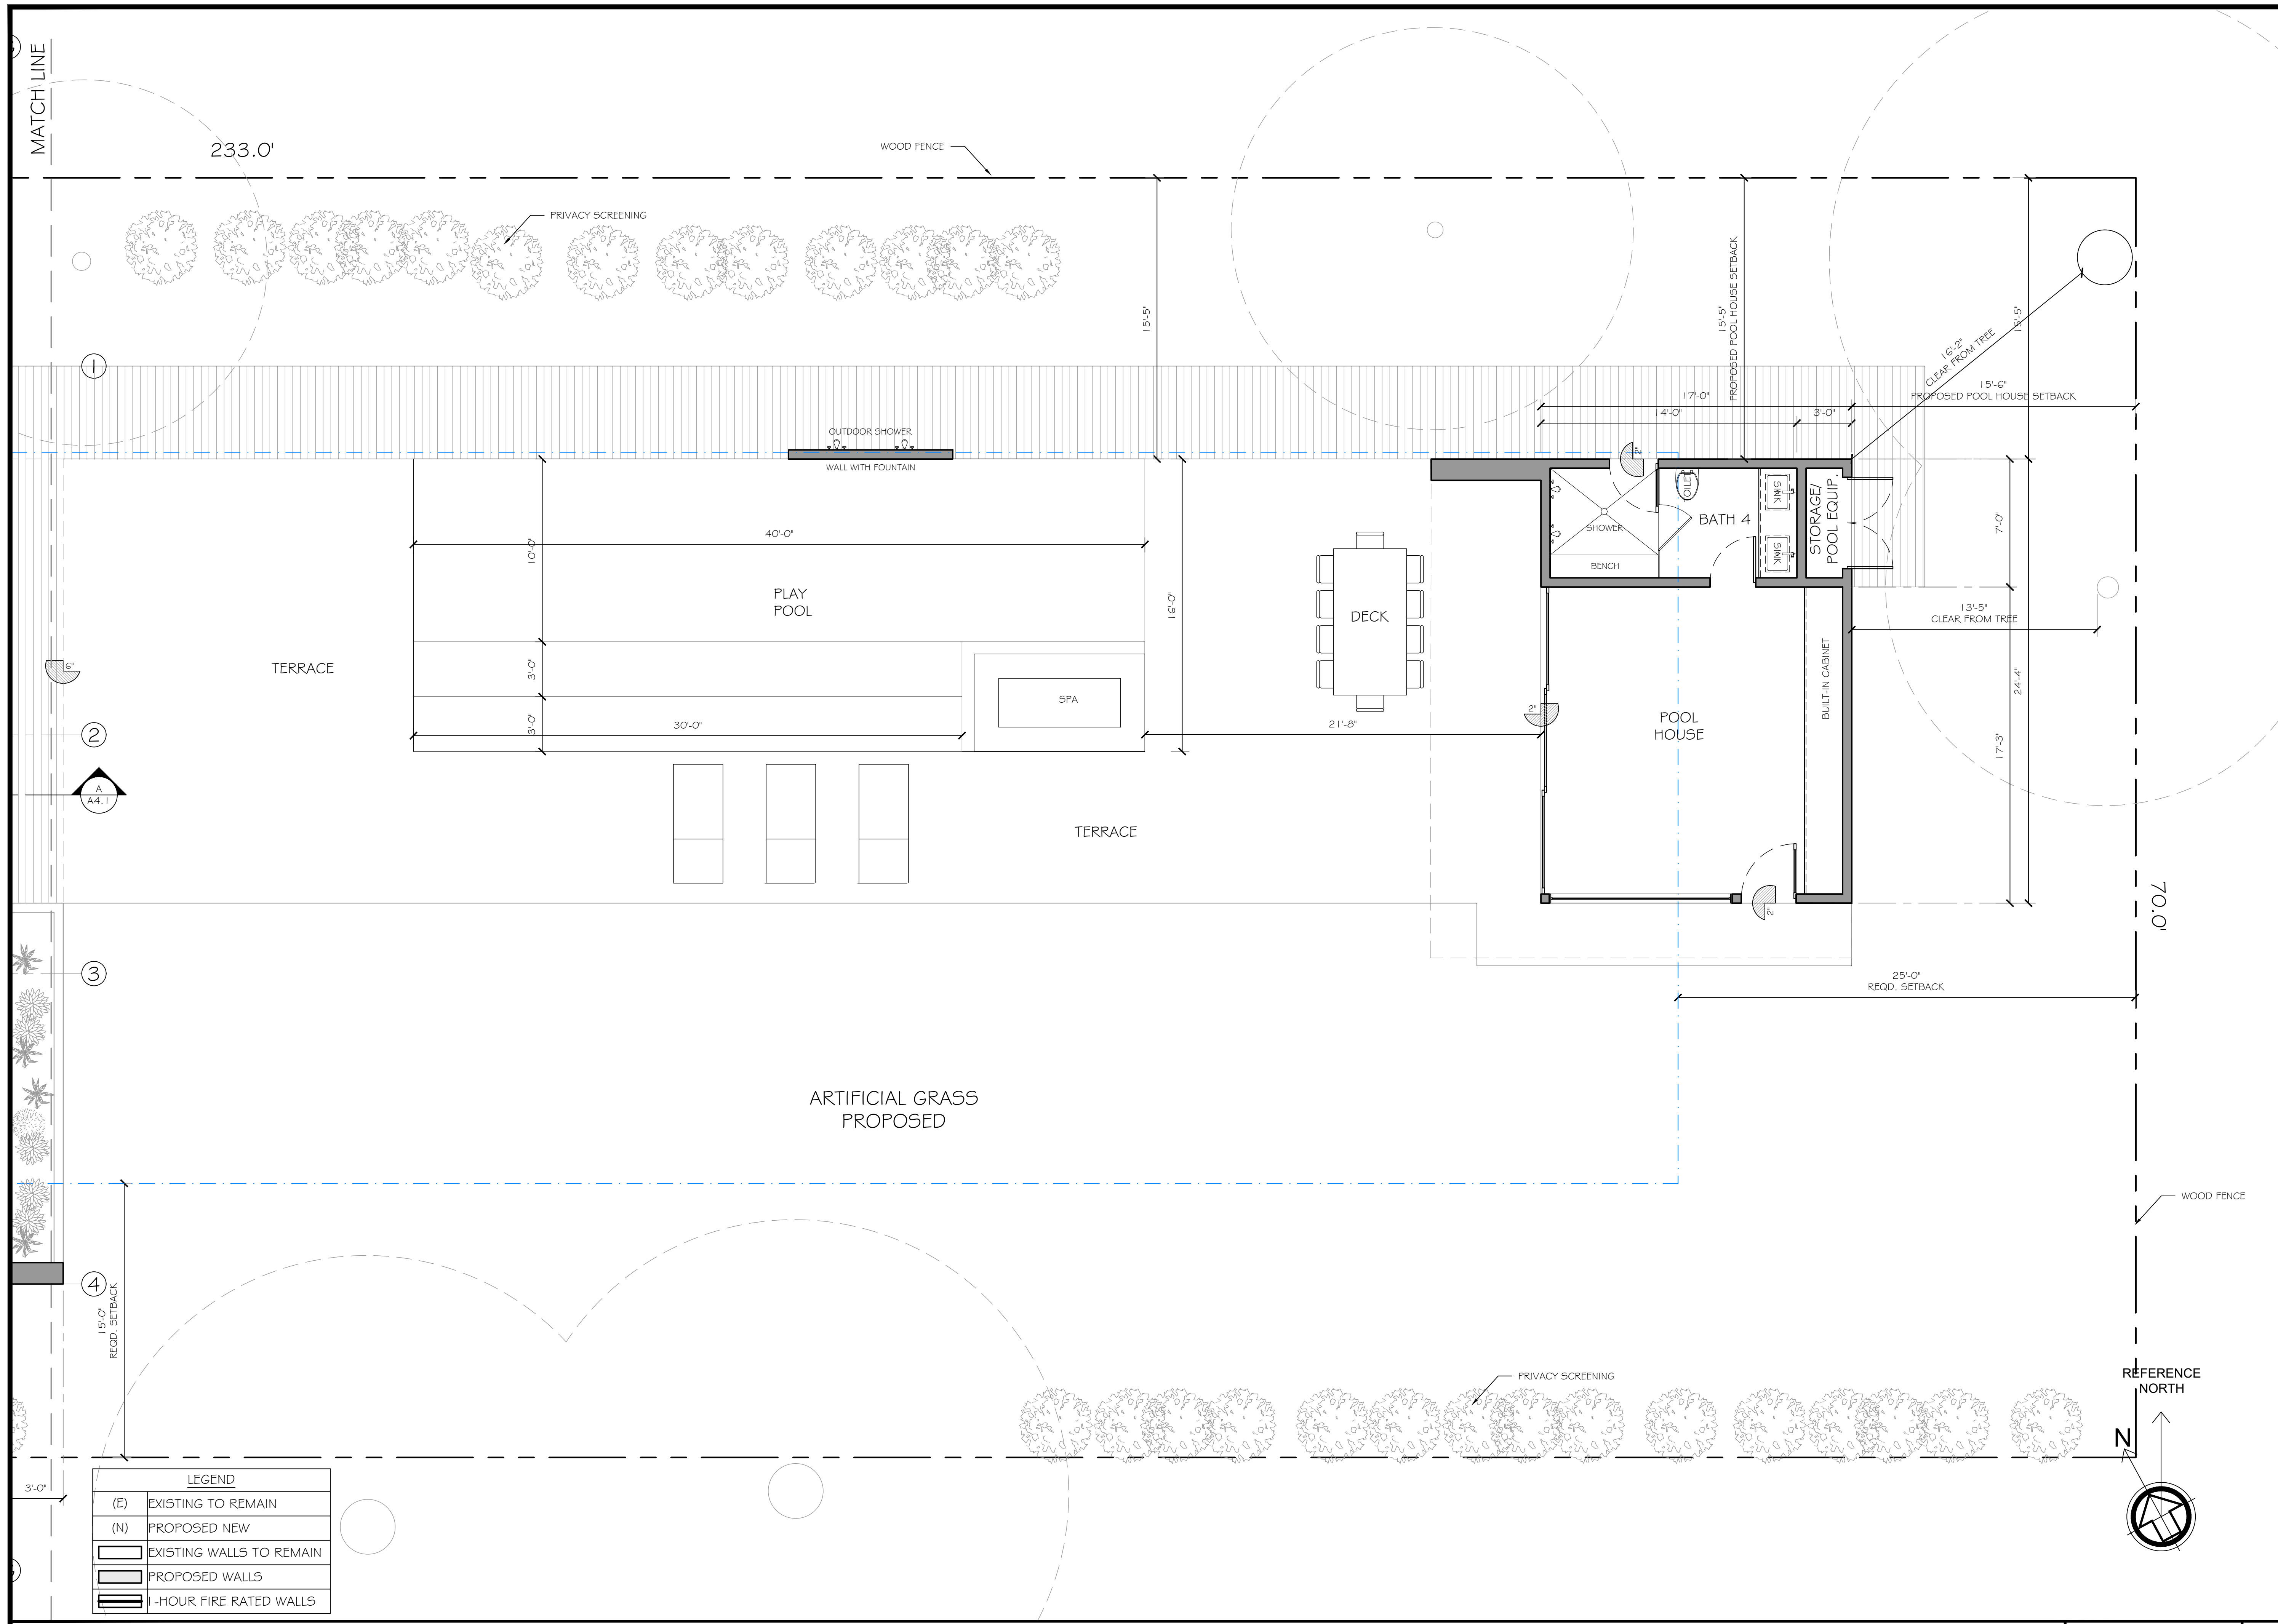 MATCH LINE
233.0'
WOOD FENCE
PRIVACY SCREENING
15'-5"
15'-5"
PROPOSED POOL HOUSE SETBACK
15'-5"
16'-2"
CLEAR FROM TREE
15'-6"
PROPOSED POOL HOUSE SETBACK
17'-0"
14'-0"
3'-0"
1
OUTDOOR SHOWER
WALL WITH FOUNTAIN
2"
TOILET
SINK
SINK
SHOWER
BENCH
BATH 4
STORAGE/
POOL EQUIP.
7'-0"
40'-0"
10'-0"
PLAY
POOL
16'-0"
DECK
13'-5"
CLEAR FROM TREE
TERRACE
6"
3'-0"
3'-0"
30'-0"
SPA
21'-8"
2"
POOL
HOUSE
BUILT-IN CABINET
24'-4"
17'-3"
2
A
A4.1
TERRACE
2"
70.0'
3
25'-0"
REQD. SETBACK
ARTIFICIAL GRASS
PROPOSED
WOOD FENCE
4
15'-0"
REQD. SETBACK
PRIVACY SCREENING
REFERENCE
NORTH
N
3'-0"
LEGEND
(E) EXISTING TO REMAIN
(N) PROPOSED NEW
EXISTING WALLS TO REMAIN
PROPOSED WALLS
1-HOUR FIRE RATED WALLS